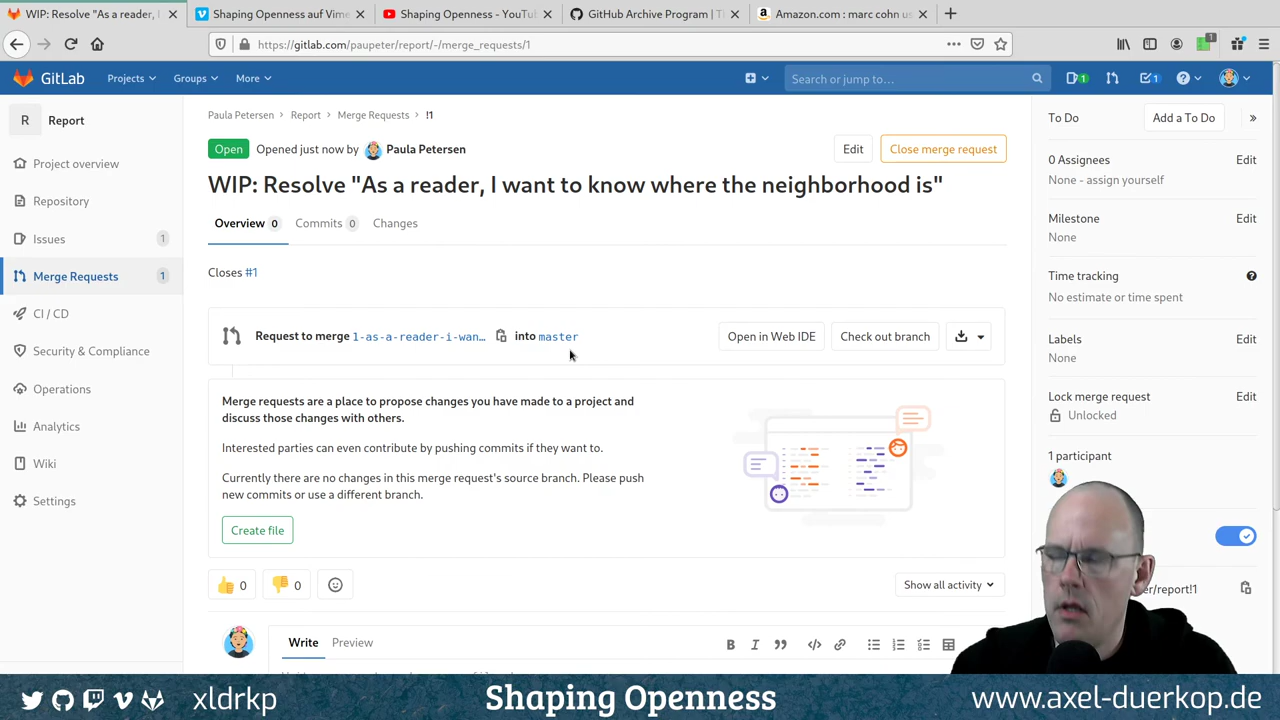 WIP: Resolve "As a reader, I
Shaping Openness auf Vime
Shaping Openness - YouTu
GitHub Archive Program | T
Amazon.com : marc cohn u
https://gitlab.com/paupeter/report/-/merge_requests/1
1
GitLab
Projects
Groups
More
Search or jump to...
1
1
R
Report
Project overview
Repository
Issues
1
Merge Requests
1
CI / CD
Security & Compliance
Operations
Analytics
Wiki
Settings
Paula Petersen
Report
Merge Requests
!1
Open
Opened just now by Paula Petersen
Edit
Close merge request
WIP: Resolve "As a reader, I want to know where the neighborhood is"
Overview 0
Commits 0
Changes
Closes #1
Request to merge 1-as-a-reader-i-wan… into master
Open in Web IDE
Check out branch
Merge requests are a place to propose changes you have made to a project and
discuss those changes with others.
Interested parties can even contribute by pushing commits if they want to.
Currently there are no changes in this merge request's source branch. Please push
new commits or use a different branch.
Create file
0
0
Show all activity
Write
Preview
B
I
To Do
Add a To Do
0 Assignees
Edit
None - assign yourself
Milestone
Edit
None
Time tracking
No estimate or time spent
Labels
Edit
None
Lock merge request
Edit
Unlocked
1 participant
er/report!1
xldrkp
Shaping Openness
www.axel-duerkop.de